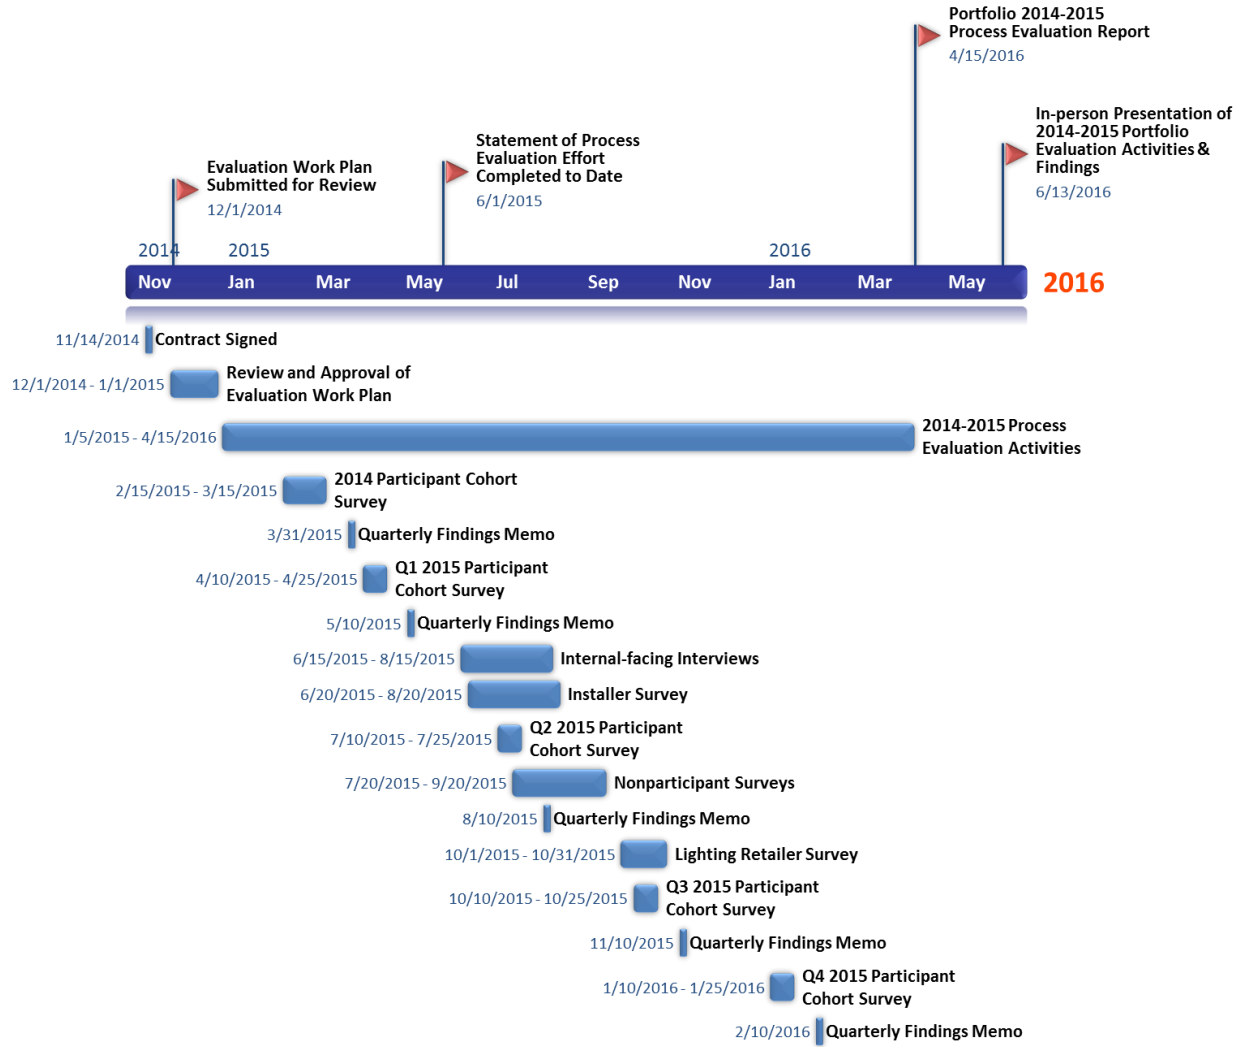 Portfolio 2014-2015
Process Evaluation Report
4/15/2016
In-person Presentation of
2014-2015 Portfolio
Evaluation Activities &
Findings
6/13/2016
Statement of Process
Evaluation Effort
Completed to Date
6/1/2015
Evaluation Work Plan
Submitted for Review
12/1/2014
2014 2015 2016
Nov Jan Mar May Jul Sep Nov Jan Mar May 2016
11/14/2014 Contract Signed
12/1/2014 - 1/1/2015 Review and Approval of
Evaluation Work Plan
1/5/2015 - 4/15/2016 2014-2015 Process
Evaluation Activities
2/15/2015 - 3/15/2015 2014 Participant Cohort
Survey
3/31/2015 Quarterly Findings Memo
4/10/2015 - 4/25/2015 Q1 2015 Participant
Cohort Survey
5/10/2015 Quarterly Findings Memo
6/15/2015 - 8/15/2015 Internal-facing Interviews
6/20/2015 - 8/20/2015 Installer Survey
7/10/2015 - 7/25/2015 Q2 2015 Participant
Cohort Survey
7/20/2015 - 9/20/2015 Nonparticipant Surveys
8/10/2015 Quarterly Findings Memo
10/1/2015 - 10/31/2015 Lighting Retailer Survey
10/10/2015 - 10/25/2015 Q3 2015 Participant
Cohort Survey
11/10/2015 Quarterly Findings Memo
1/10/2016 - 1/25/2016 Q4 2015 Participant
Cohort Survey
2/10/2016 Quarterly Findings Memo